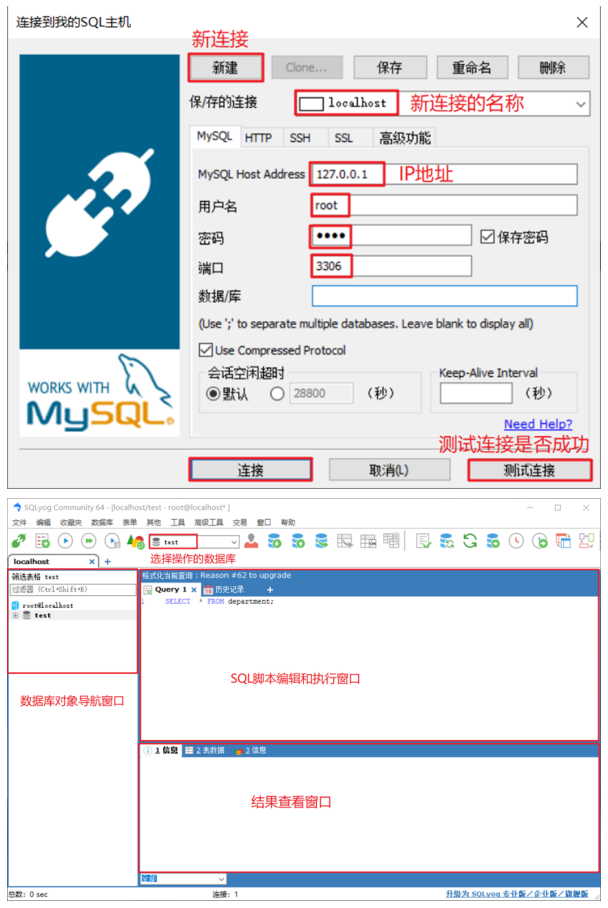 连接到我的SQL主机
新连接
新建 Clone... 保存 重命名 删除
保/存的连接 localhost 新连接的名称
MySQL HTTP SSH SSL 高级功能
MySQL Host Address 127.0.0.1 IP地址
用户名 root
密码 •••• 保存密码
端口 3306
数据/库
(Use ';' to separate multiple databases. Leave blank to display all)
Use Compressed Protocol
会话空闲超时 Keep-Alive Interval
默认 28800 (秒) (秒)
WORKS WITH
MySQL®
Need Help?
测试连接是否成功
连接 取消(L) 测试连接
SQLyog Community 64 - [localhost/test - root@localhost*]
文件 编辑 收藏夹 数据库 表单 其他 工具 高级工具 交易 窗口 帮助
test
localhost × + 选择操作的数据库
筛选表格 test 格式化当前查询：Reason #62 to upgrade
过滤器 (Ctrl+Shift+B) Query 1 × 历史记录 +
root@localhost 1 SELECT * FROM department;
test
SQL脚本编辑和执行窗口
数据库对象导航窗口
1 信息 2 表数据 3 信息
结果查看窗口
全部
总数: 0 sec 连接: 1 升级为 SQLyog 专业版/企业版/旗舰版